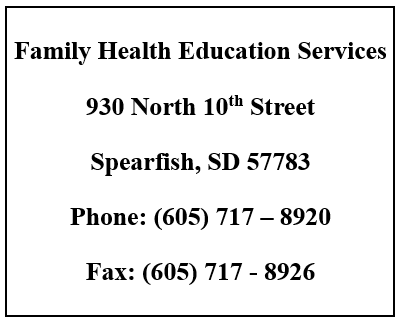 Family Health Education Services
930 North 10th Street
Spearfish, SD 57783
Phone: (605) 717 – 8920
Fax: (605) 717 - 8926